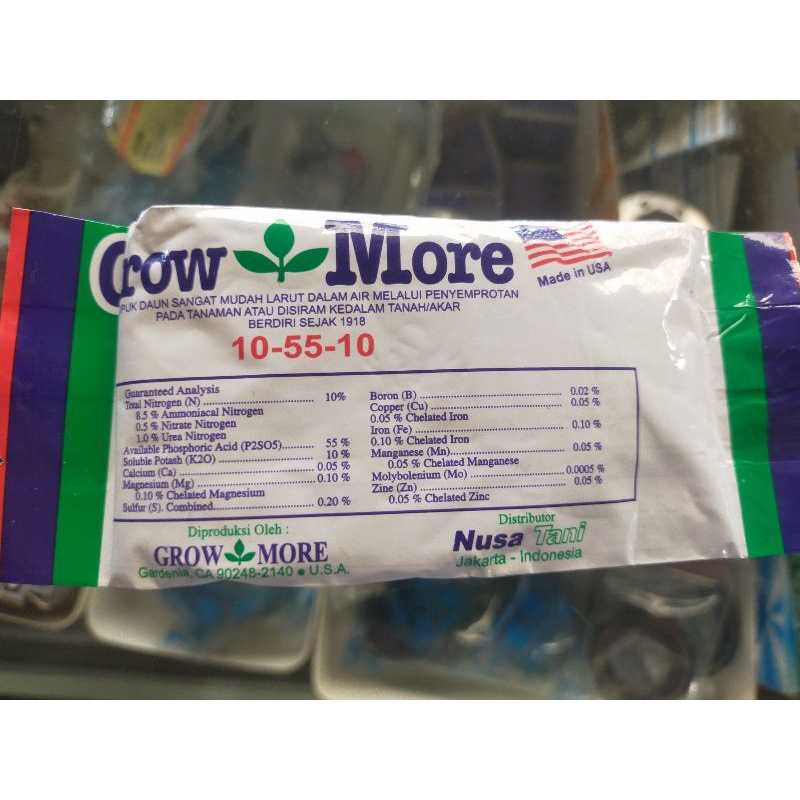 Grow More
Made in USA
PUK DAUN SANGAT MUDAH LARUT DALAM AIR MELALUI PENYEMPROTAN
PADA TANAMAN ATAU DISIRAM KEDALAM TANAH/AKAR
BERDIRI SEJAK 1918
10-55-10
Guaranteed Analysis
Total Nitrogen (N) 10%
8.5 % Ammoniacal Nitrogen
0.5 % Nitrate Nitrogen
1.0 % Urea Nitrogen
Available Phosphoric Acid (P2SO5) 55 %
Soluble Potash (K2O) 10 %
Calcium (Ca) 0.05 %
Magnesium (Mg) 0.10 %
0.10 % Chelated Magnesium
Sulfur (S). Combined 0.20 %
Boron (B) 0.02 %
Copper (Cu) 0.05 %
0.05 % Chelated Iron
Iron (Fe) 0.10 %
0.10 % Chelated Iron
Manganese (Mn) 0.05 %
0.05 % Chelated Manganese
Molybolenium (Mo) 0.0005 %
Zine (Zn) 0.05 %
0.05 % Chelated Zinc
Diproduksi Oleh :
GROW MORE
Gardenia, CA 90248-2140 • U.S.A.
Distributor
Nusa Tani
Jakarta - Indonesia